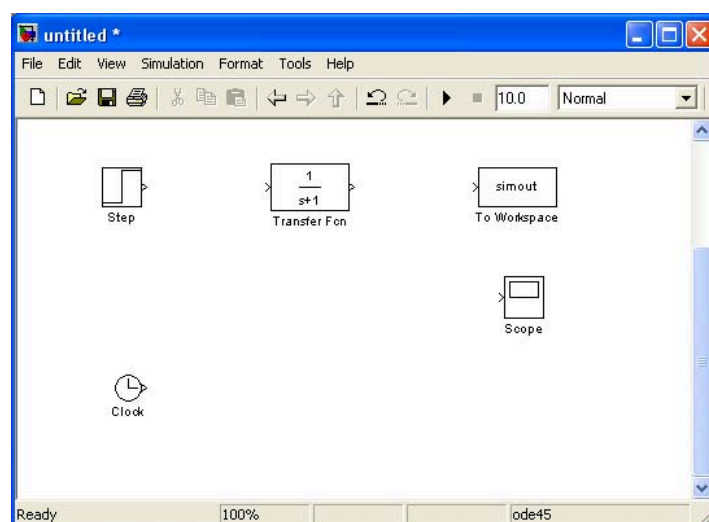 untitled *
File Edit View Simulation Format Tools Help
10.0 Normal
Step
1
s+1
Transfer Fcn
simout
To Workspace
Scope
Clock
Ready 100% ode45